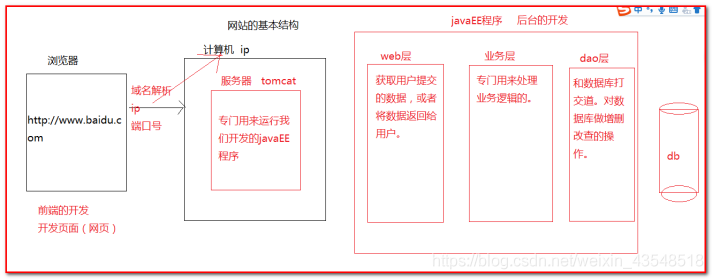 网站的基本结构
浏览器
http://www.baidu.c
om
前端的开发
开发页面（网页）
域名解析
ip
端口号
计算机 ip
服务器 tomcat
专门用来运行我
们开发的javaEE
程序
javaEE程序 后台的开发
web层
获取用户提交
的数据，或者
将数据返回给
用户。
业务层
专门用来处理
业务逻辑的。
dao层
和数据库打
交道。对数
据库做增删
改查的操
作。
db
中
https://blog.csdn.net/weixin_43548518